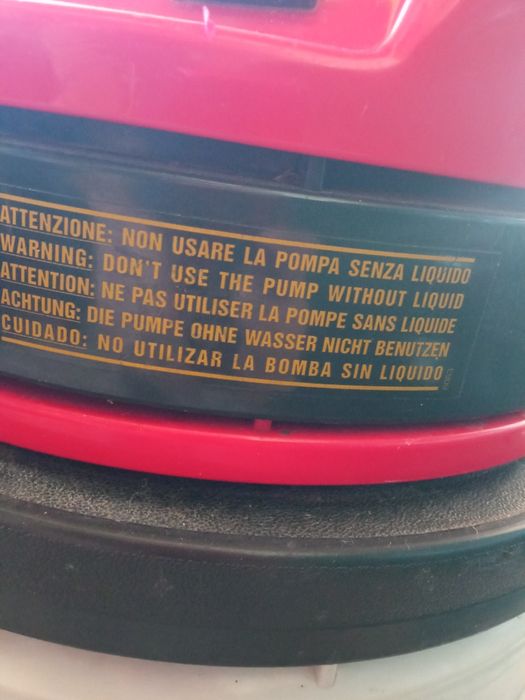 ATTENZIONE: NON USARE LA POMPA SENZA LIQUIDO
WARNING: DON'T USE THE PUMP WITHOUT LIQUID
ATTENTION: NE PAS UTILISER LA POMPE SANS LIQUIDE
ACHTUNG: DIE PUMPE OHNE WASSER NICHT BENUTZEN
CUIDADO: NO UTILIZAR LA BOMBA SIN LIQUIDO